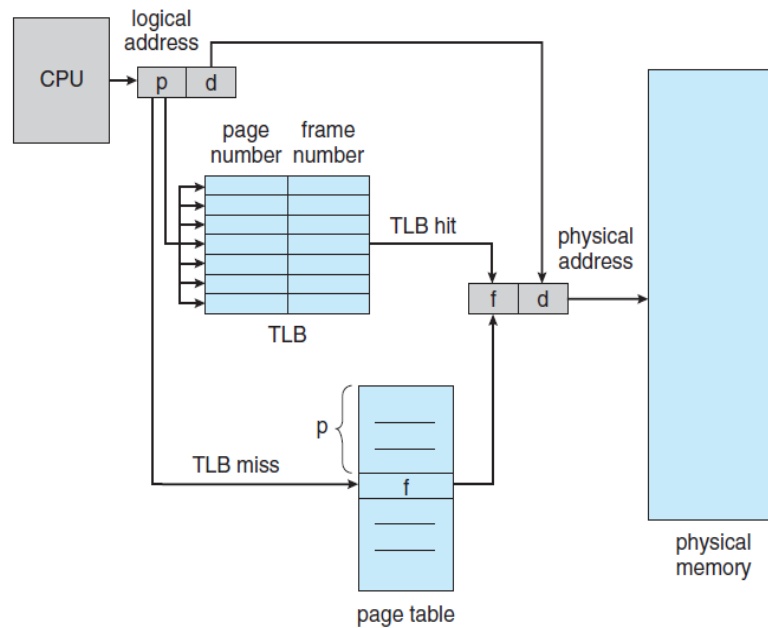 logical
address
CPU
p
d
page
number
frame
number
TLB hit
physical
address
f
d
TLB
p
TLB miss
f
page table
physical
memory